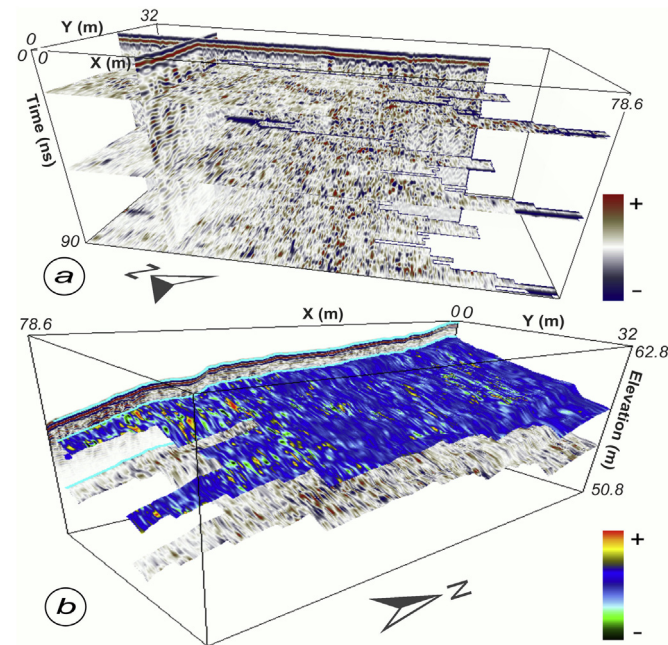 Y (m)
32
0
0
0
X (m)
78.6
Time (ns)
90
+
–
a
N
X (m)
0
0
Y (m)
78.6
32
62.8
Elevation (m)
50.8
+
–
b
N